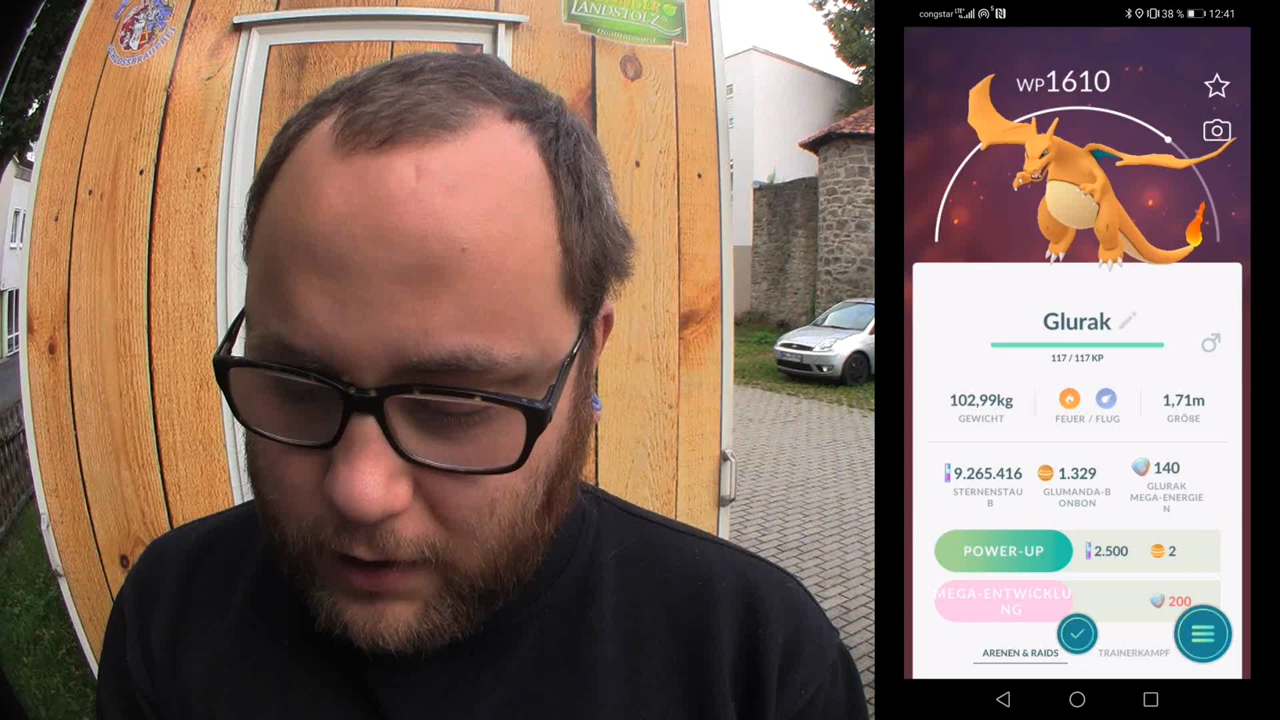 LANDSTOLZ
Qualitätswurst
SCHLOSSBRAUEREI
congstar
38 %
12:41
WP1610
Glurak
117 / 117 KP
102,99kg
GEWICHT
FEUER / FLUG
1,71m
GRÖßE
9.265.416
STERNENSTAU
B
1.329
GLUMANDA-B
ONBON
140
GLURAK
MEGA-ENERGIE
N
POWER-UP
2.500
2
MEGA-ENTWICKLU
NG
200
ARENEN & RAIDS
TRAINERKAMPF